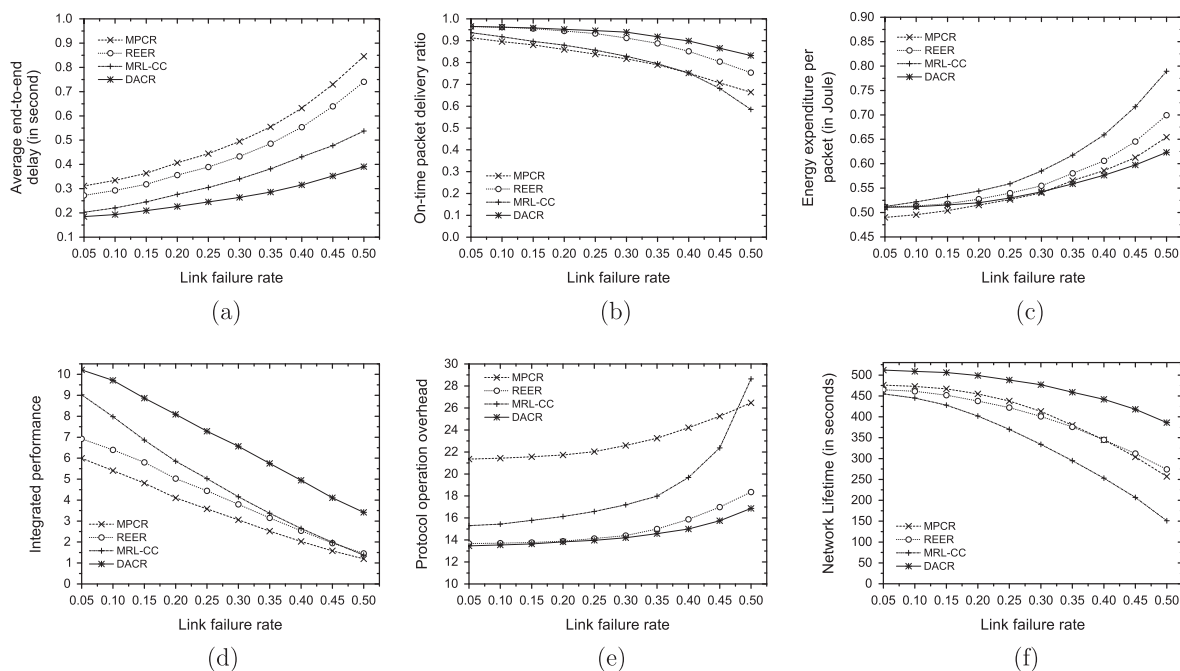 1.0
0.9
0.8
0.7
0.6
0.5
0.4
0.3
0.2
0.1
Average end-to-end
delay (in second)
MPCR
REER
MRL-CC
DACR
0.05 0.10 0.15 0.20 0.25 0.30 0.35 0.40 0.45 0.50
Link failure rate
(a)
1.0
0.9
0.8
0.7
0.6
0.5
0.4
0.3
0.2
0.1
0.0
On-time packet delivery ratio
MPCR
REER
MRL-CC
DACR
0.05 0.10 0.15 0.20 0.25 0.30 0.35 0.40 0.45 0.50
Link failure rate
(b)
0.90
0.85
0.80
0.75
0.70
0.65
0.60
0.55
0.50
0.45
Energy expenditure per
packet (in Joule)
MPCR
REER
MRL-CC
DACR
0.05 0.10 0.15 0.20 0.25 0.30 0.35 0.40 0.45 0.50
Link failure rate
(c)
10
9
8
7
6
5
4
3
2
1
0
Integrated performance
MPCR
REER
MRL-CC
DACR
0.05 0.10 0.15 0.20 0.25 0.30 0.35 0.40 0.45 0.50
Link failure rate
(d)
30
28
26
24
22
20
18
16
14
12
10
Protocol operation overhead
MPCR
REER
MRL-CC
DACR
0.05 0.10 0.15 0.20 0.25 0.30 0.35 0.40 0.45 0.50
Link failure rate
(e)
500
450
400
350
300
250
200
150
100
50
0
Network Lifetime (in seconds)
MPCR
REER
MRL-CC
DACR
0.05 0.10 0.15 0.20 0.25 0.30 0.35 0.40 0.45 0.50
Link failure rate
(f)